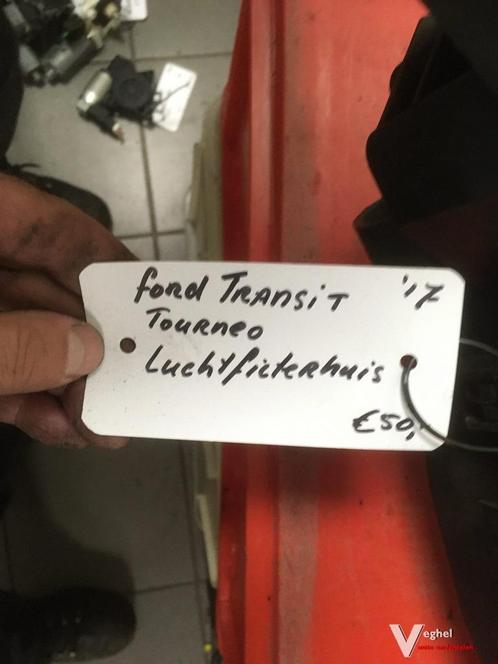 ford TRANSiT '17
TOURNEO
Luchtfilterhuis
€50,-
Veghel